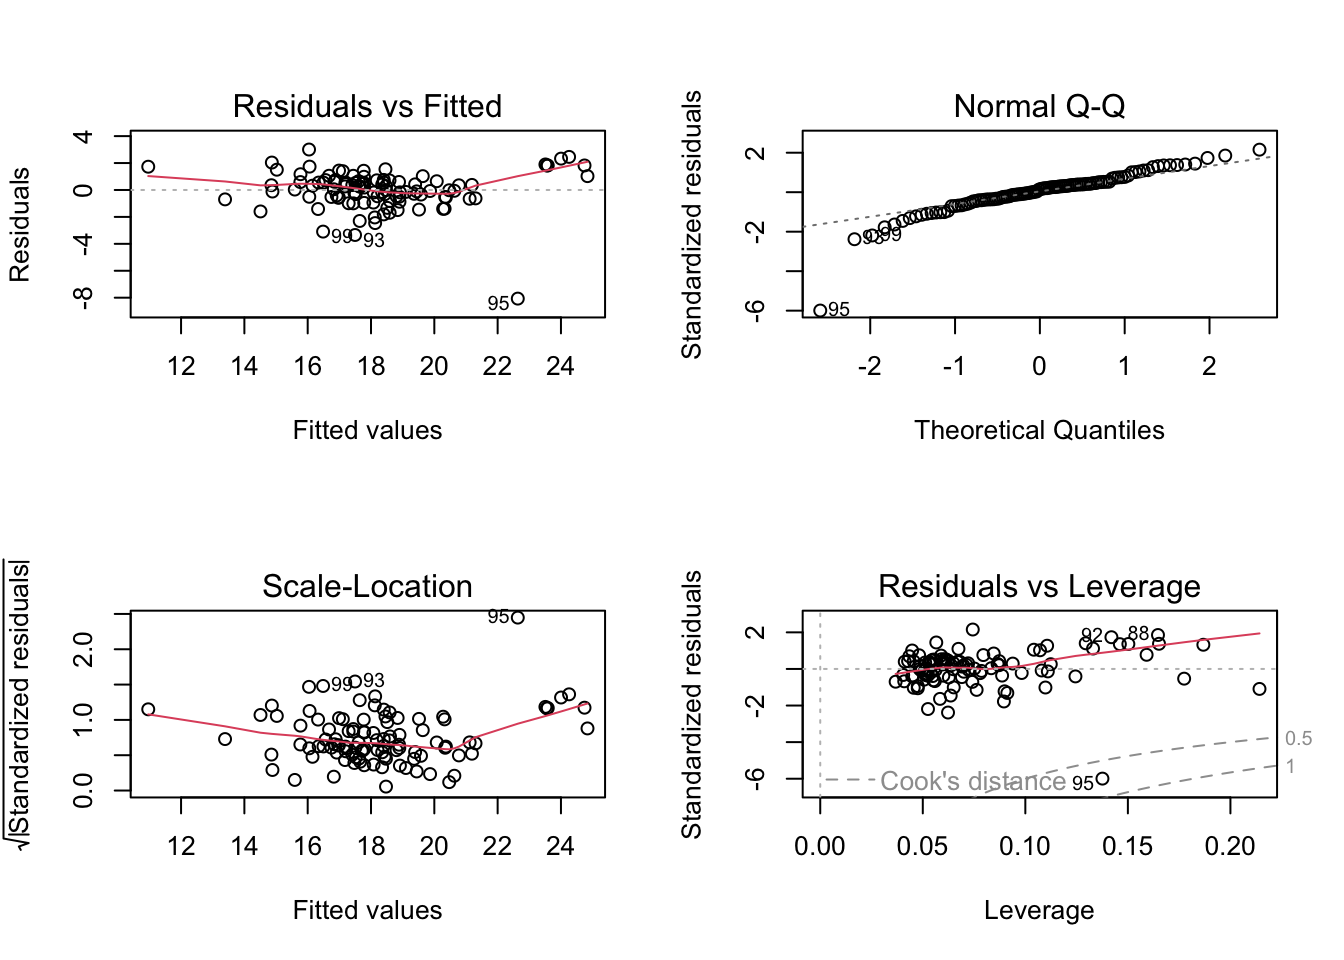 Residuals vs Fitted
Residuals
4
0
-4
-8
99
93
95
12 14 16 18 20 22 24
Fitted values
Normal Q-Q
Standardized residuals
2
-2
-6
95
-2 -1 0 1 2
Theoretical Quantiles
Scale-Location
√|Standardized residuals|
2.0
1.0
0.0
95
99
93
12 14 16 18 20 22 24
Fitted values
Residuals vs Leverage
Standardized residuals
2
-2
-6
92
88
0.5
1
Cook's distance
95
0.00 0.05 0.10 0.15 0.20
Leverage